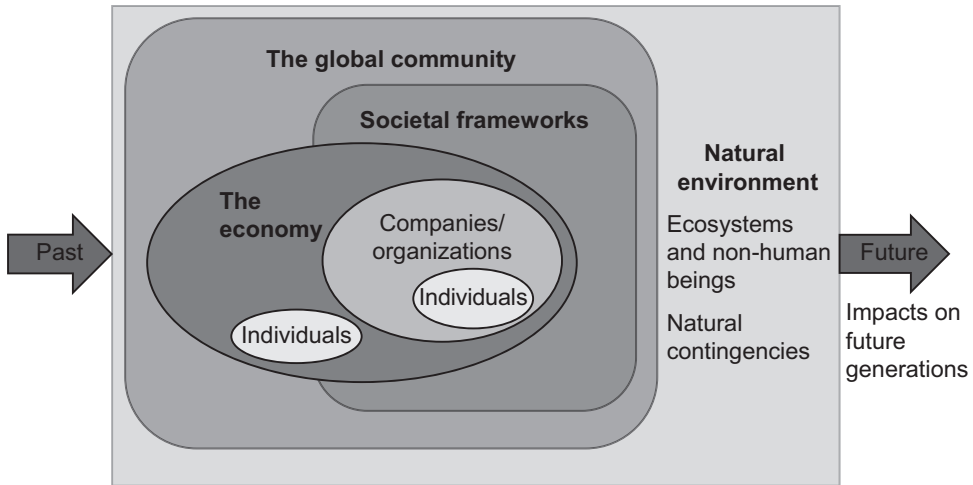 The global community
Societal frameworks
The
economy
Companies/
organizations
Individuals
Individuals
Natural
environment
Ecosystems
and non-human
beings
Natural
contingencies
Past
Future
Impacts on
future
generations